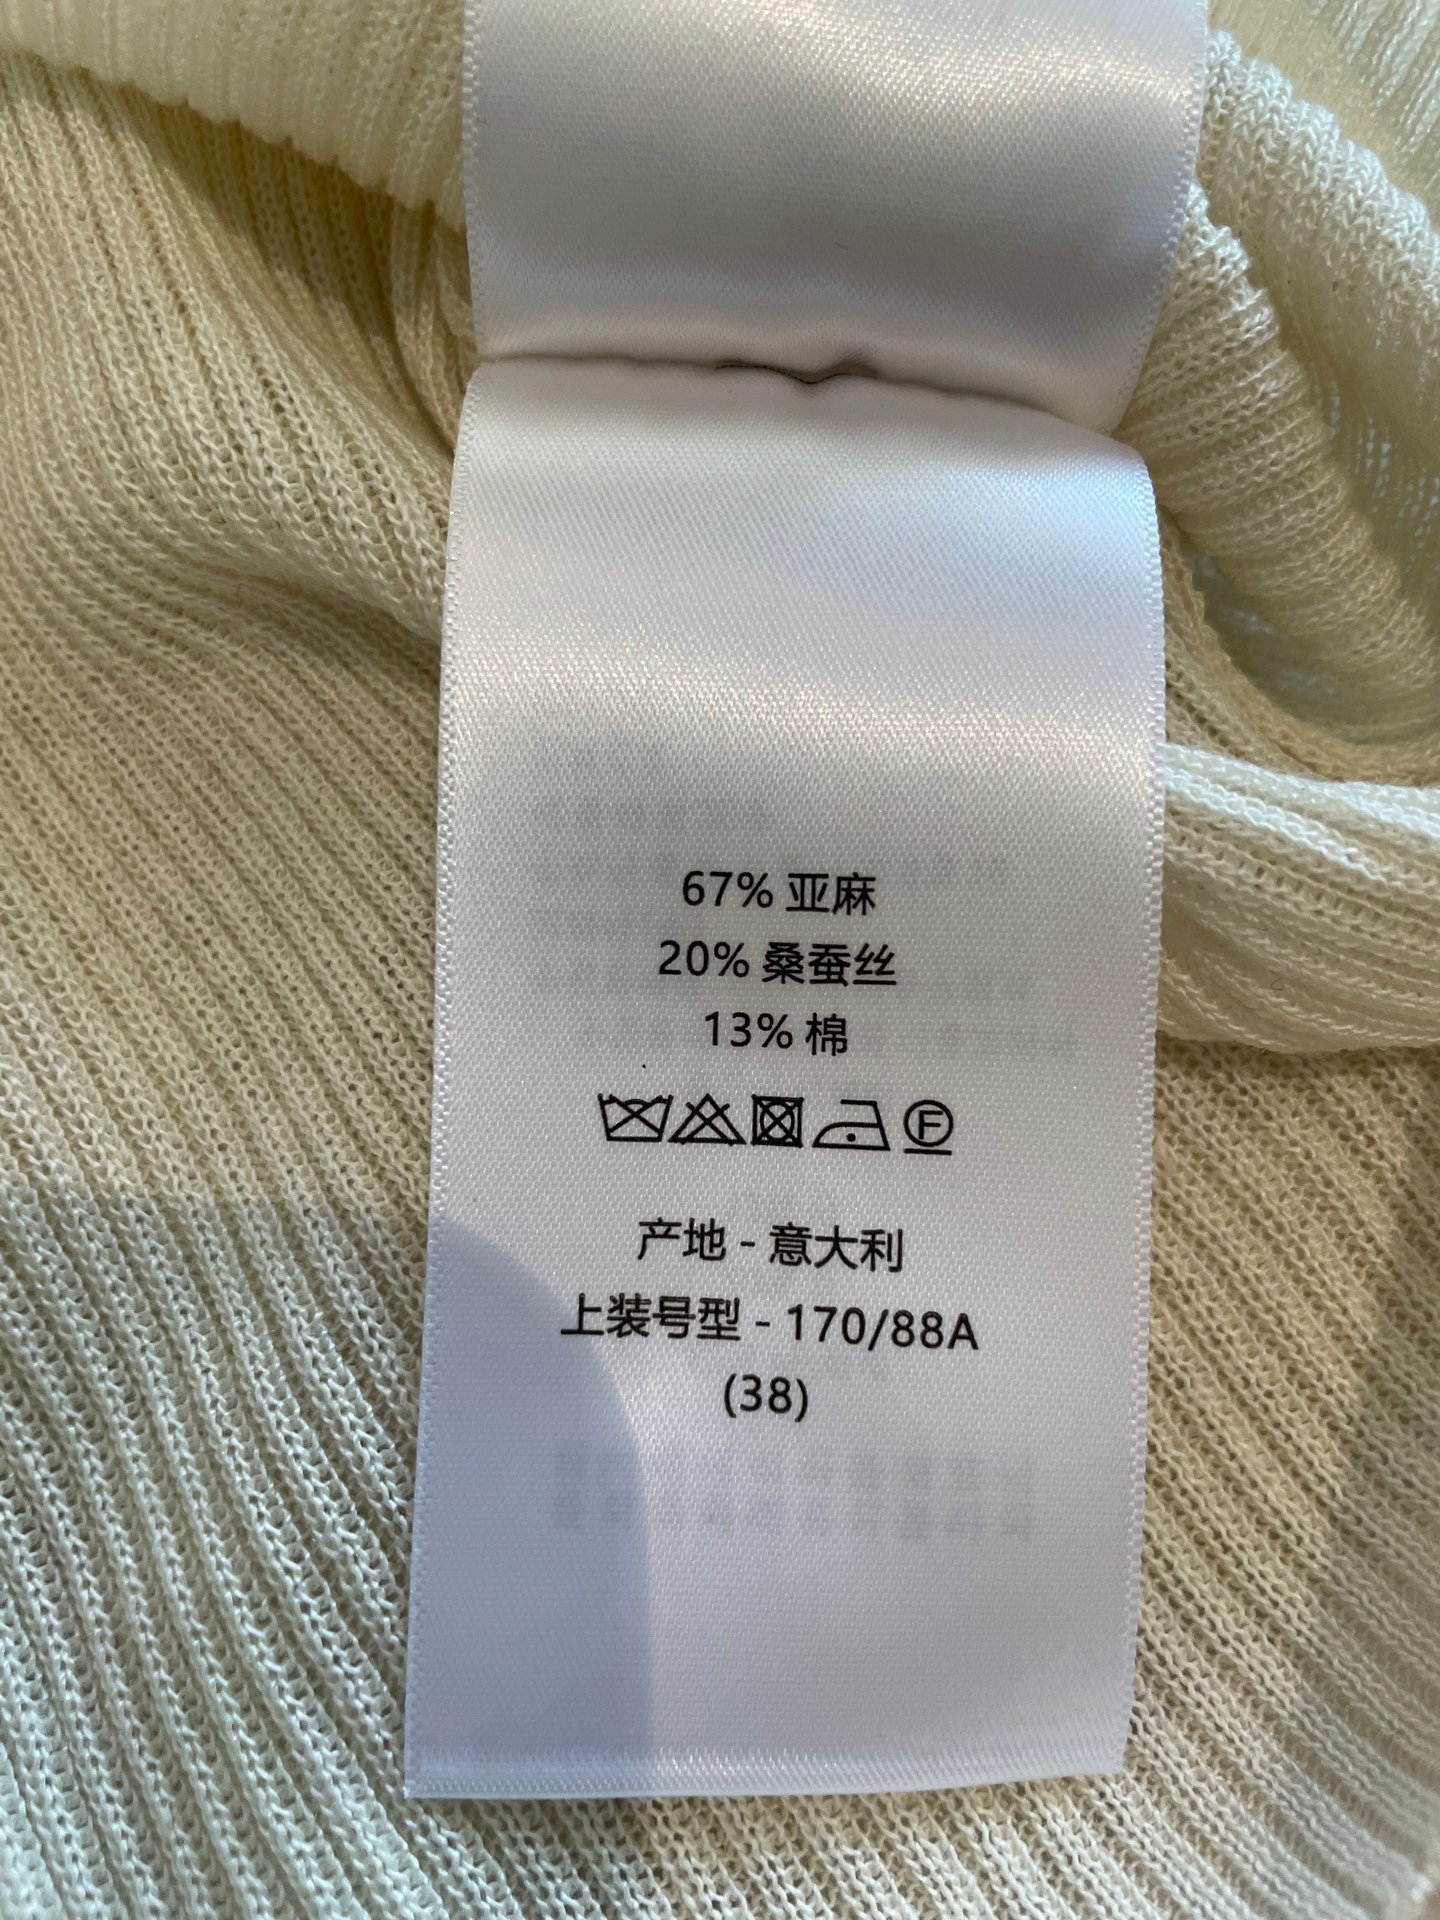 67% 亚麻
20% 桑蚕丝
13% 棉
F
产地 - 意大利
上装号型 - 170/88A
(38)